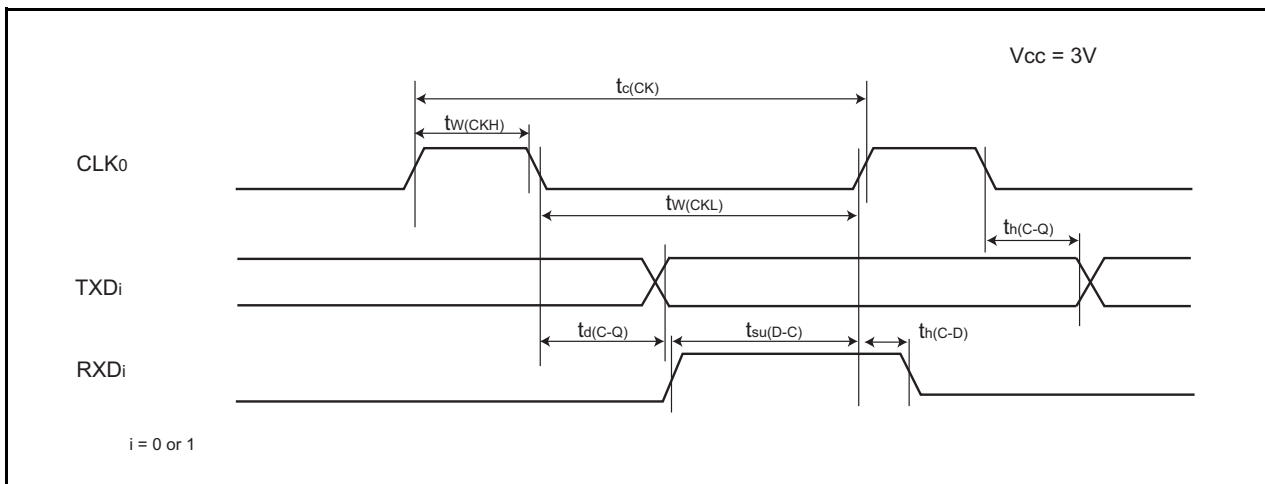 Vcc = 3V
tc(CK)
tW(CKH)
CLK0
tW(CKL)
th(C-Q)
TXDi
td(C-Q)
tsu(D-C)
th(C-D)
RXDi
i = 0 or 1